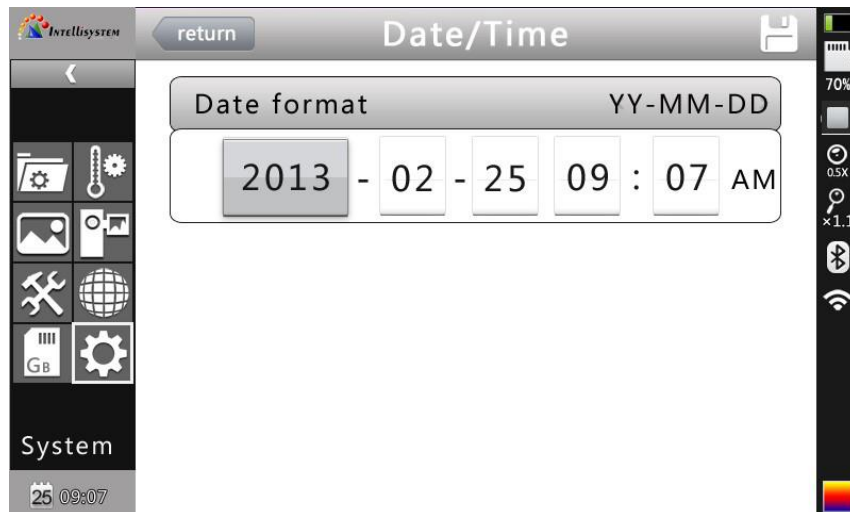 INTELLISYSTEM
return
Date/Time
Date format YY-MM-DD
2013 - 02 - 25 09 : 07 AM
GB
System
25 09:07
70%
0.5X
×1.1